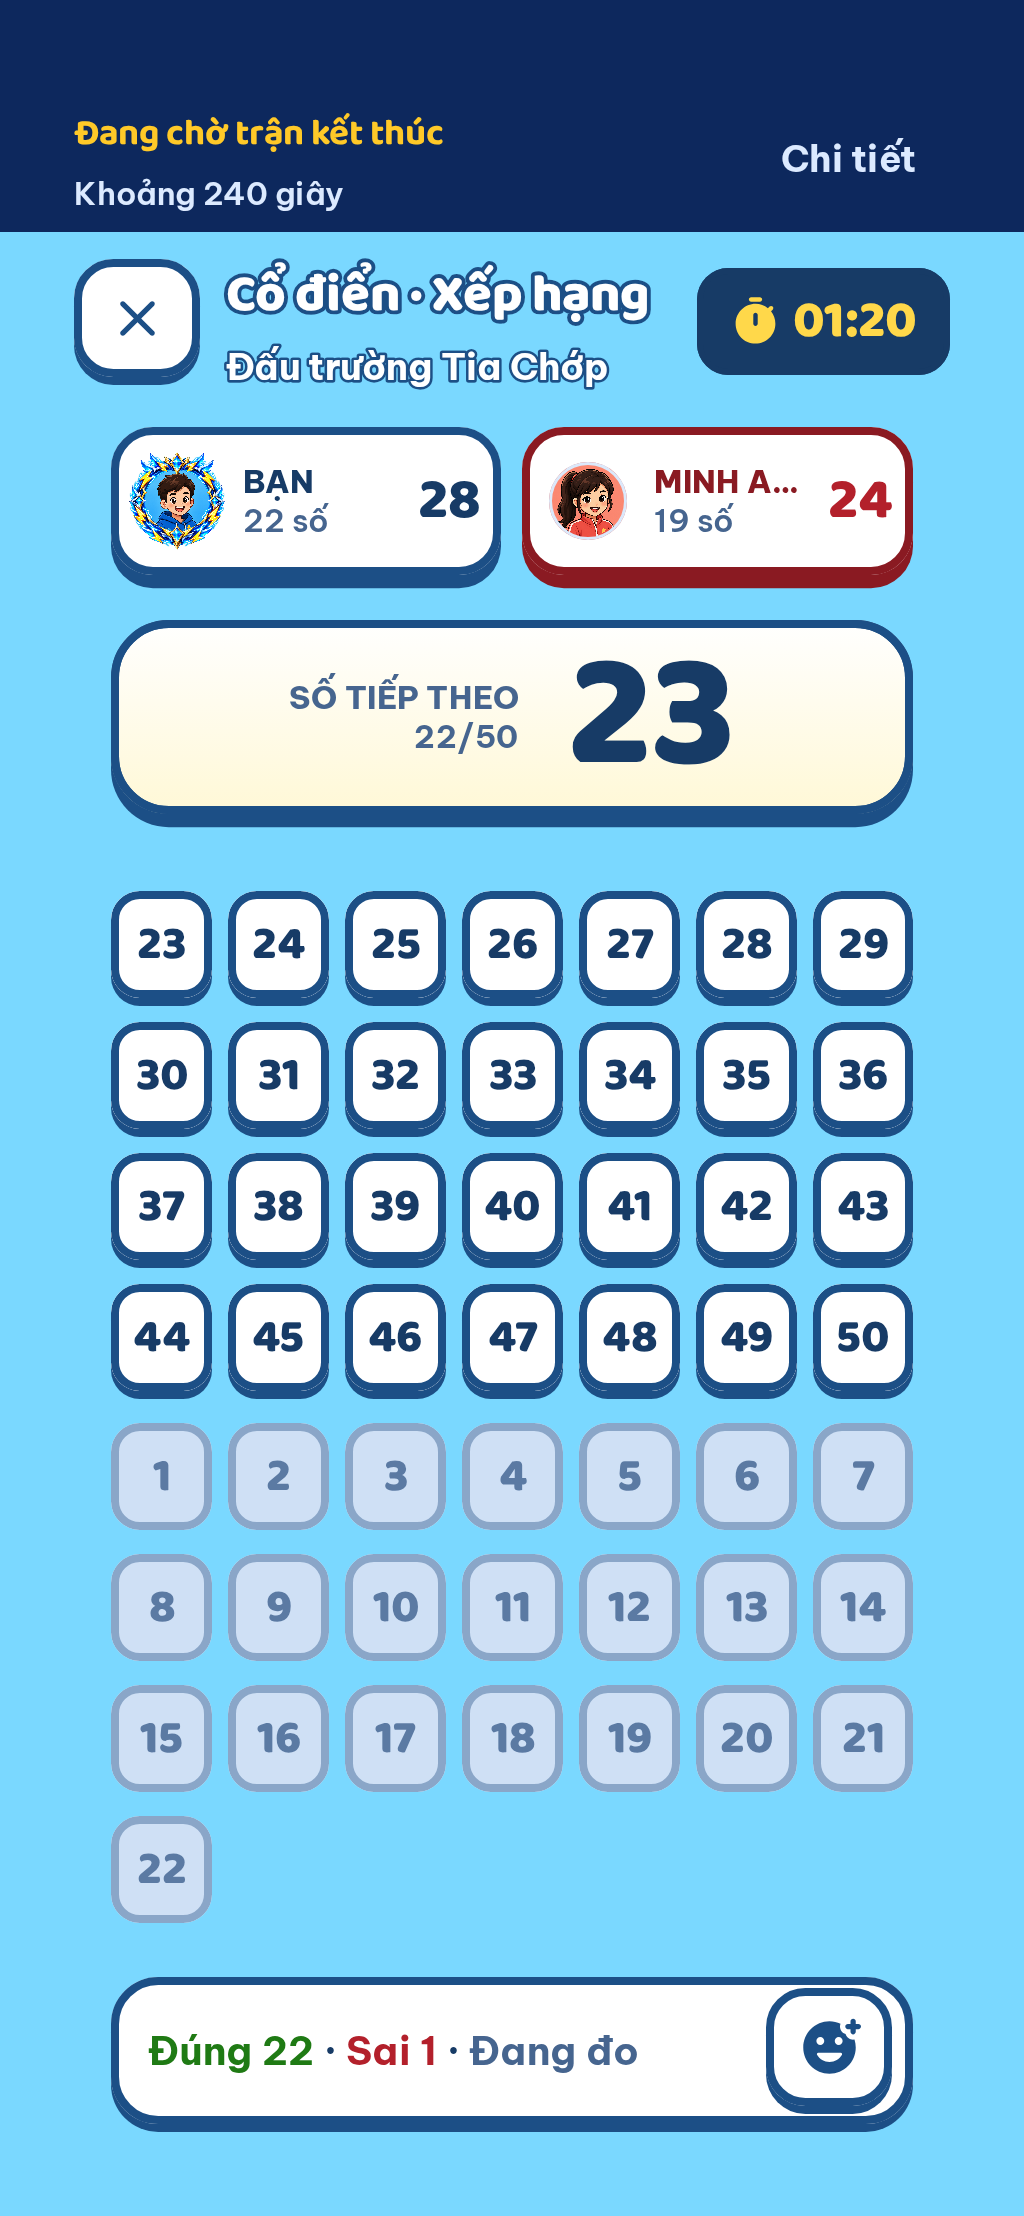 Đang chờ trận kết thúc
Khoảng 240 giây
Chi tiết
Cổ điển · Xếp hạng
Đấu trường Tia Chớp
01:20
BẠN
22 số
28
MINH A...
19 số
24
SỐ TIẾP THEO
22/50
23
23 24 25 26 27 28 29
30 31 32 33 34 35 36
37 38 39 40 41 42 43
44 45 46 47 48 49 50
1 2 3 4 5 6 7
8 9 10 11 12 13 14
15 16 17 18 19 20 21
22
Đúng 22 · Sai 1 · Đang đo